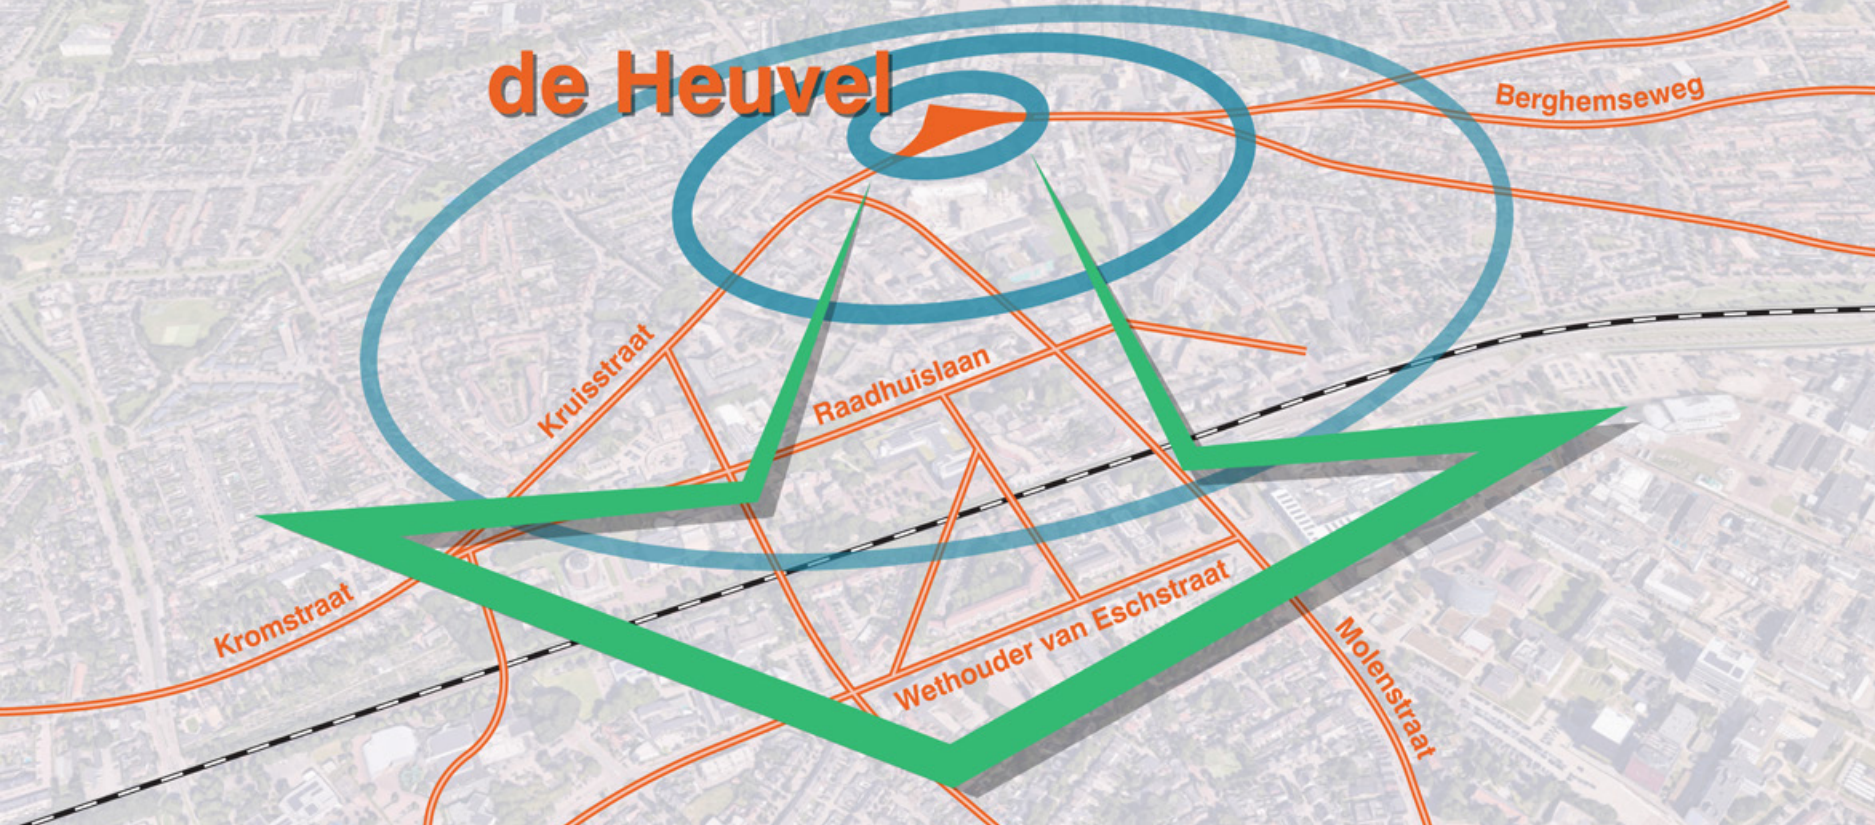 de Heuvel
Berghemseweg
Kruisstraat
Raadhuislaan
Kromstraat
Wethouder van Eschstraat
Molenstraat